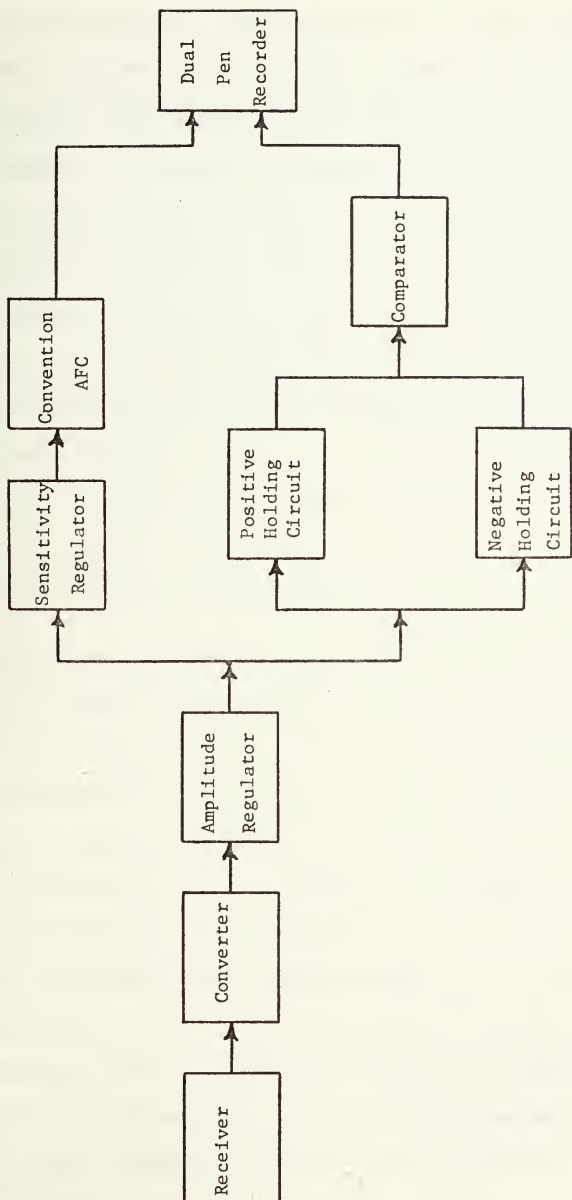 Receiver
Converter
Amplitude
Regulator
Sensitivity
Regulator
Convention
AFC
Positive
Holding
Circuit
Negative
Holding
Circuit
Comparator
Dual
Pen
Recorder